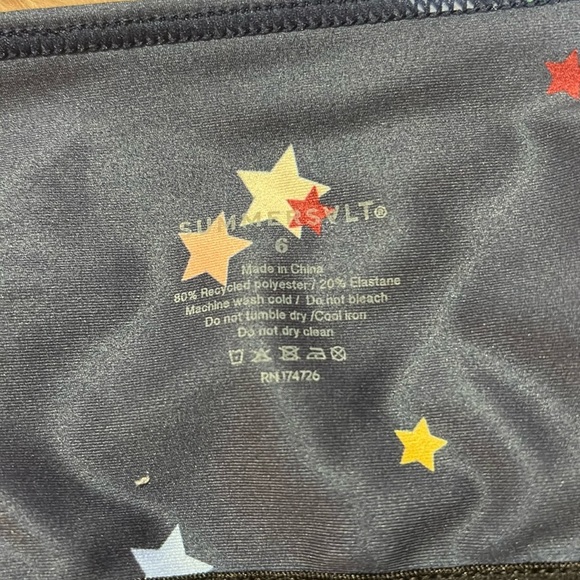 SUMMERSALT®
6
Made in China
80% Recycled polyester / 20% Elastane
Machine wash cold / Do not bleach
Do not tumble dry /Cool iron
Do not dry clean
RN 174726